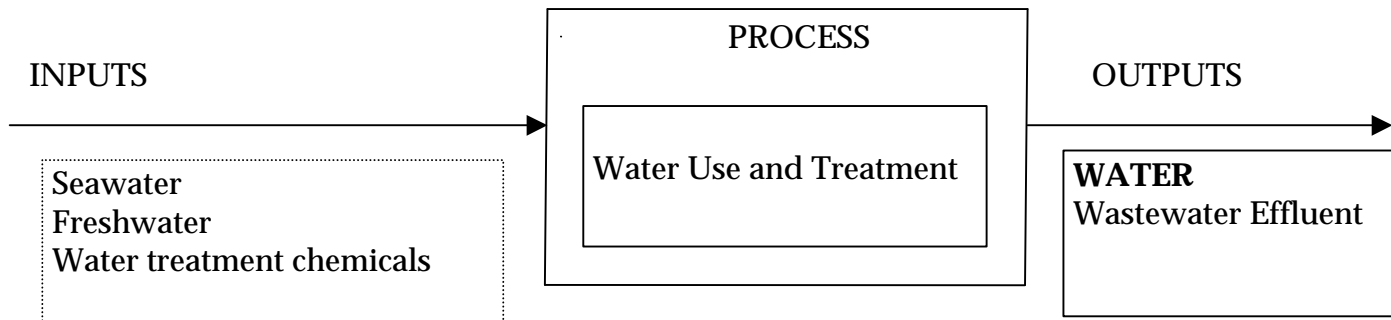 PROCESS
INPUTS
OUTPUTS
Water Use and Treatment
Seawater
Freshwater
Water treatment chemicals
WATER
Wastewater Effluent